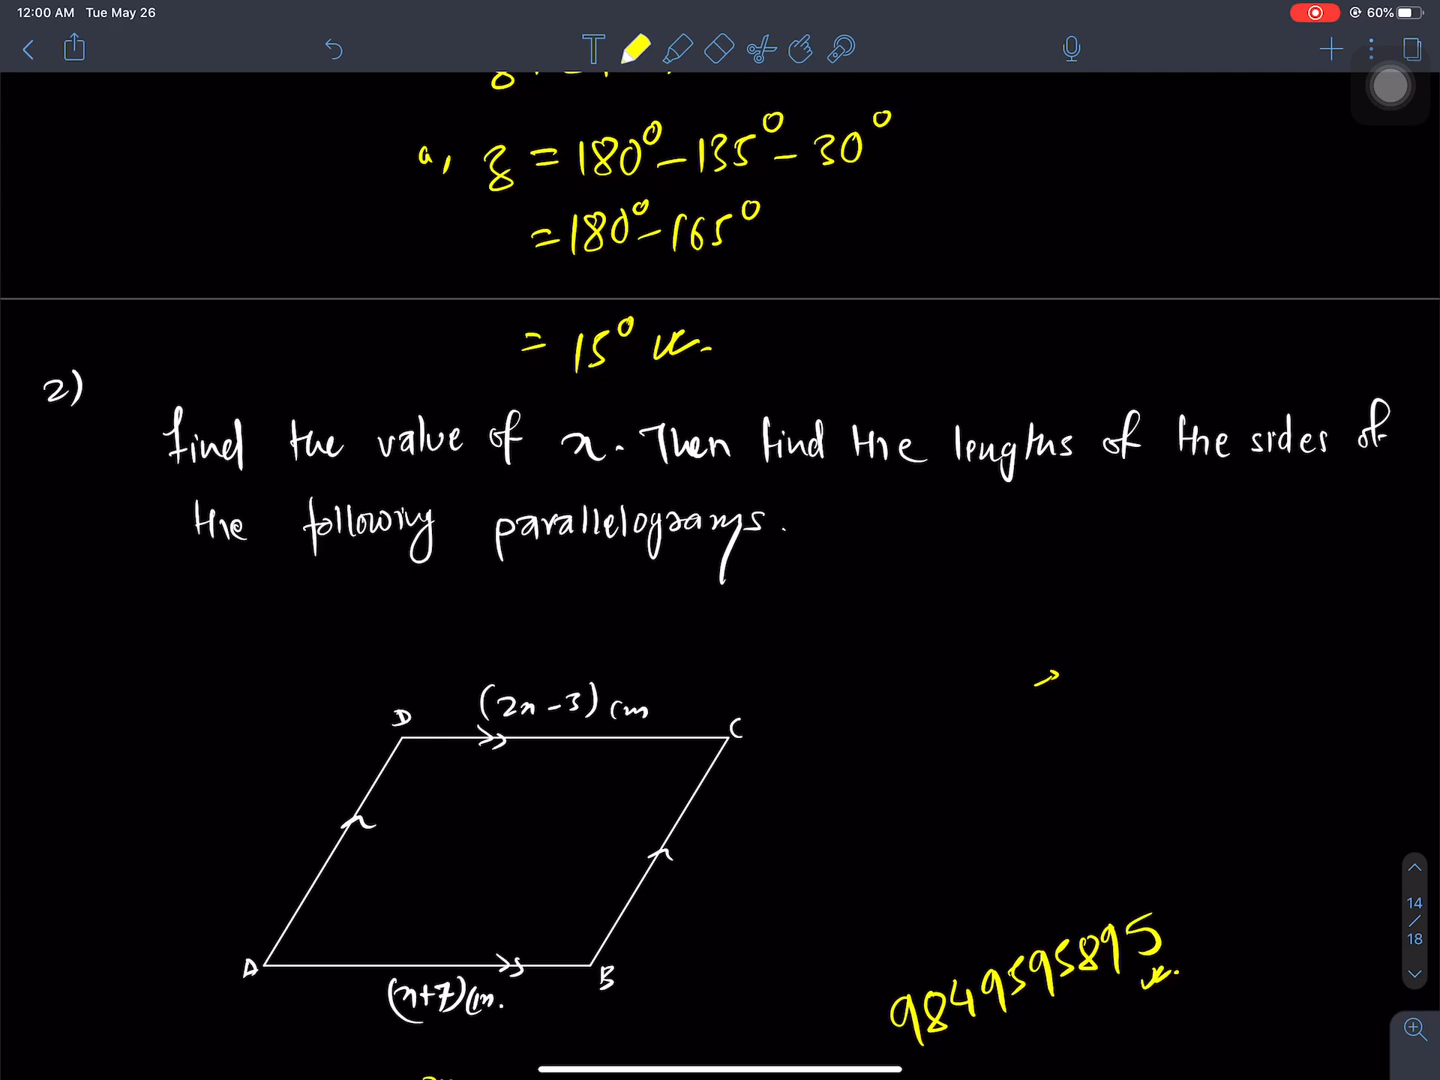 12:00 AM Tue May 26
60%
a, z = 180° - 135° - 30°
= 180° - 165°
= 15°
2)
Find the value of x. Then find the lengths of the sides of
the following parallelograms.
(2x - 3) cm
D
C
A
B
(x + 7) cm.
9849595895
14
/
18